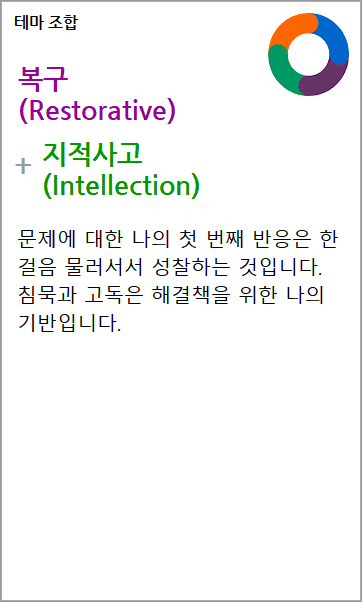 테마 조합
복구
(Restorative)
+ 지적사고
(Intellection)
문제에 대한 나의 첫 번째 반응은 한
걸음 물러서서 성찰하는 것입니다.
침묵과 고독은 해결책을 위한 나의
기반입니다.